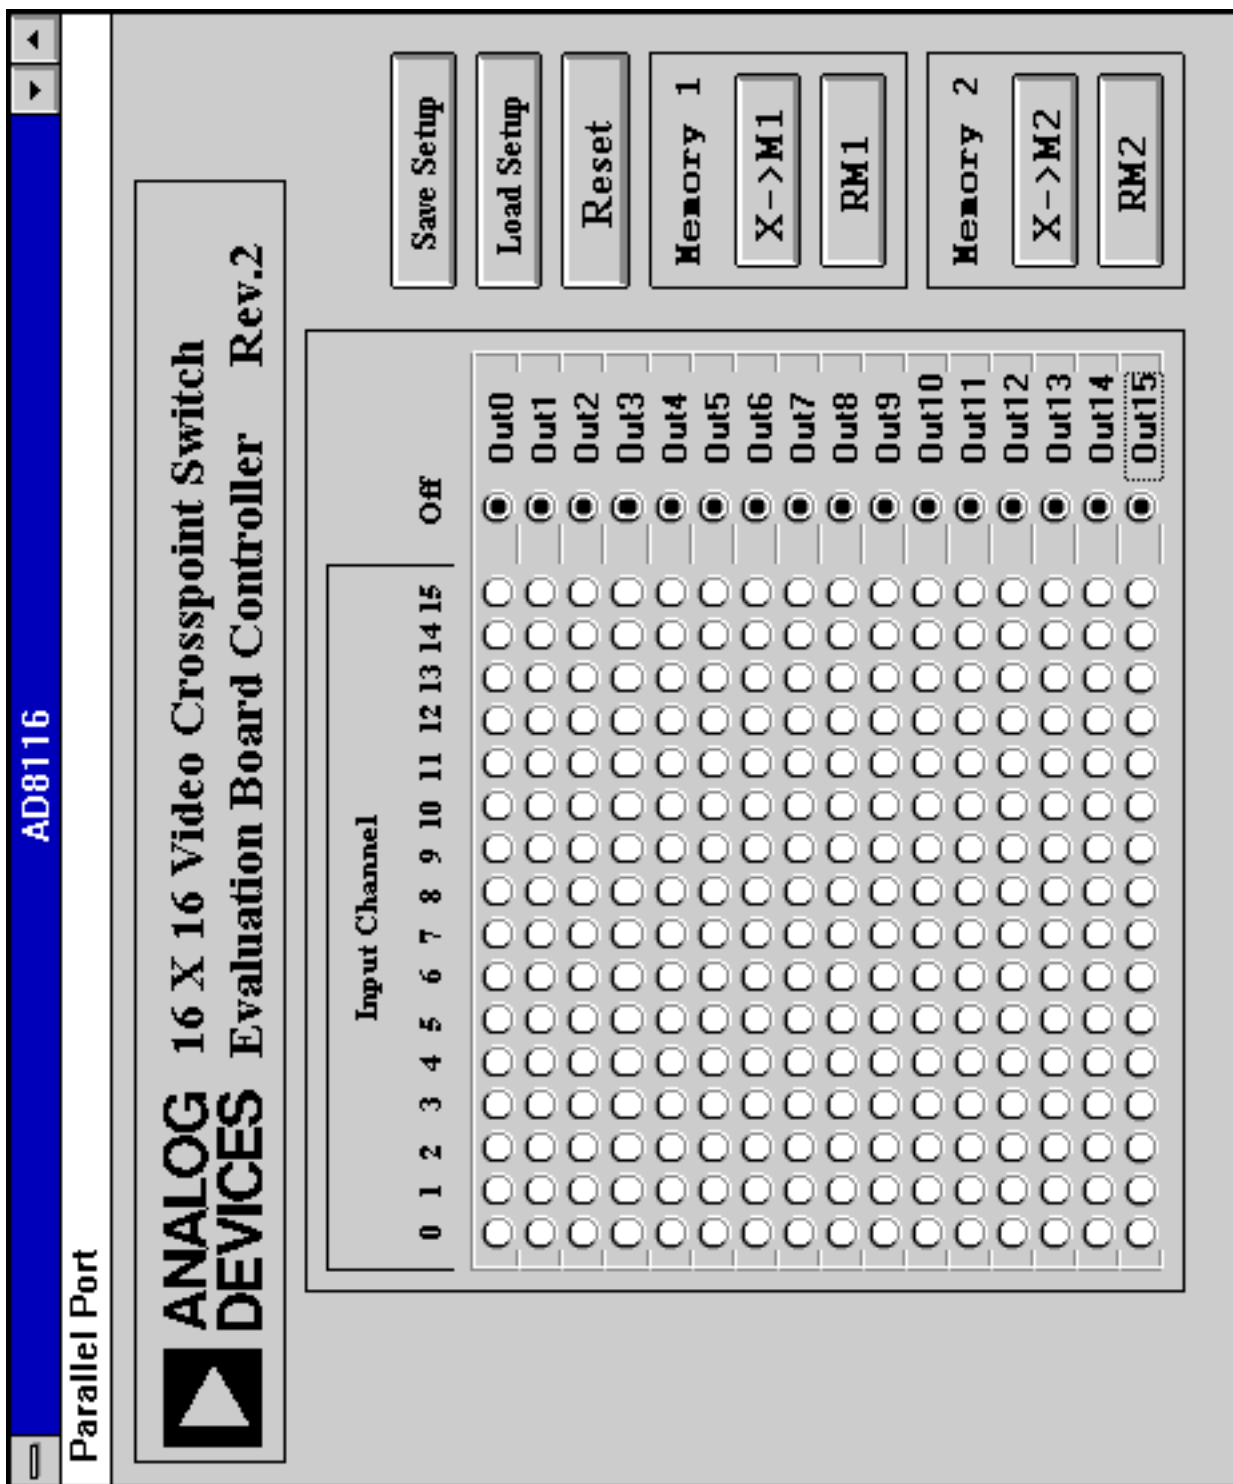 AD8116
Parallel Port
ANALOG
DEVICES
16 X 16 Video Crosspoint Switch
Evaluation Board Controller Rev.2
Input Channel
0 1 2 3 4 5 6 7 8 9 10 11 12 13 14 15 Off
Out0
Out1
Out2
Out3
Out4
Out5
Out6
Out7
Out8
Out9
Out10
Out11
Out12
Out13
Out14
Out15
Save Setup
Load Setup
Reset
Memory 1
X->M1
RM1
Memory 2
X->M2
RM2